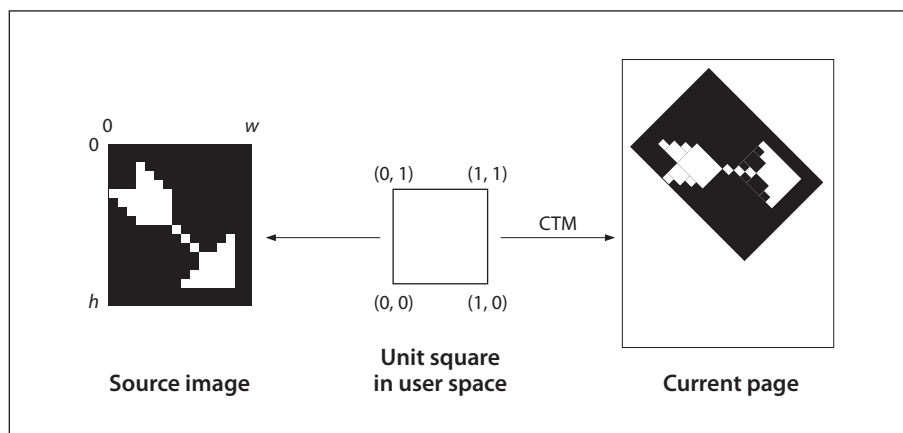 0 w
0
(0, 1) (1, 1)
CTM
h
(0, 0) (1, 0)
Source image
Unit square
in user space
Current page